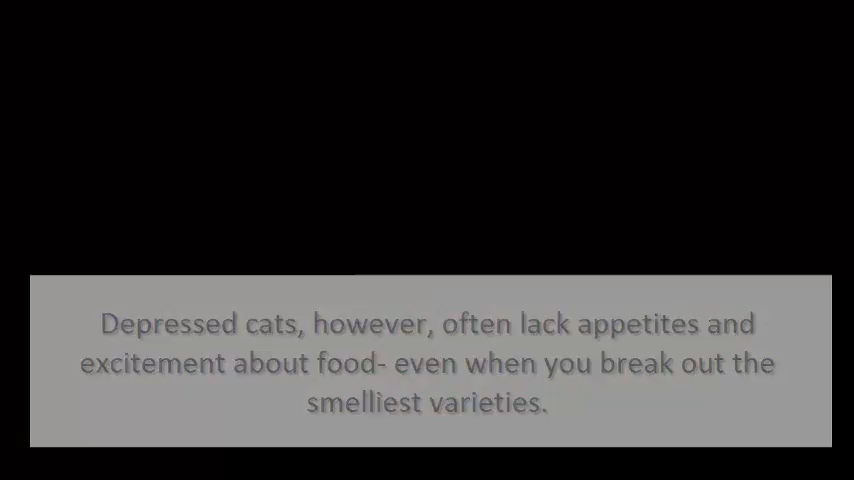 Depressed cats, however, often lack appetites and
excitement about food- even when you break out the
smelliest varieties.